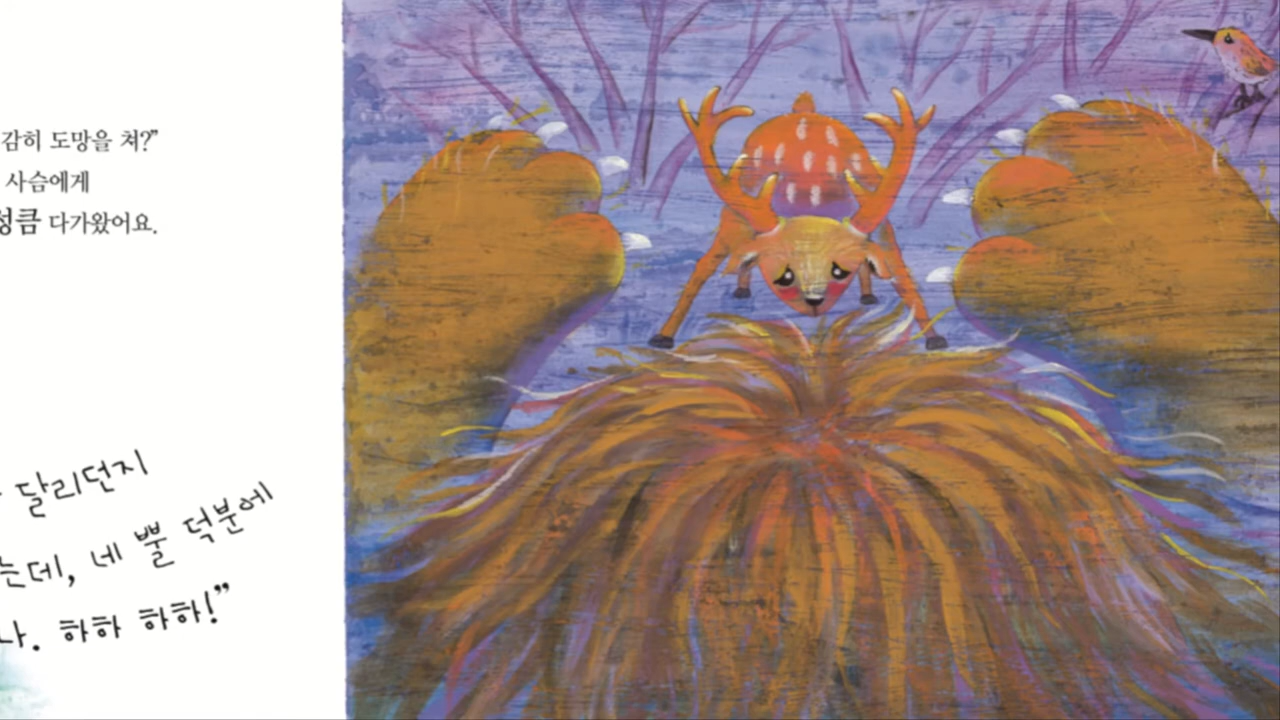 감히 도망을 쳐?”
사슴에게
성큼 다가왔어요.
달리던지
는데, 네 뿔 덕분에
나. 하하 하하!”